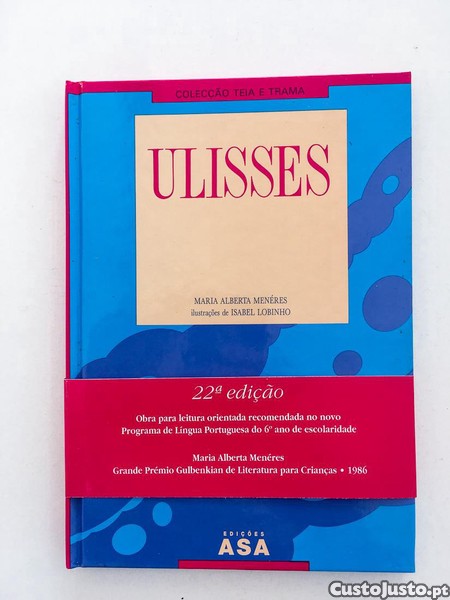 COLECÇÃO TEIA E TRAMA
ULISSES
MARIA ALBERTA MENÉRES
ilustrações de ISABEL LOBINHO
22ª edição
Obra para leitura orientada recomendada no novo
Programa de Língua Portuguesa do 6º ano de escolaridade
Maria Alberta Menéres
Grande Prémio Gulbenkian de Literatura para Crianças • 1986
EDIÇÕES
ASA
CustoJusto.pt